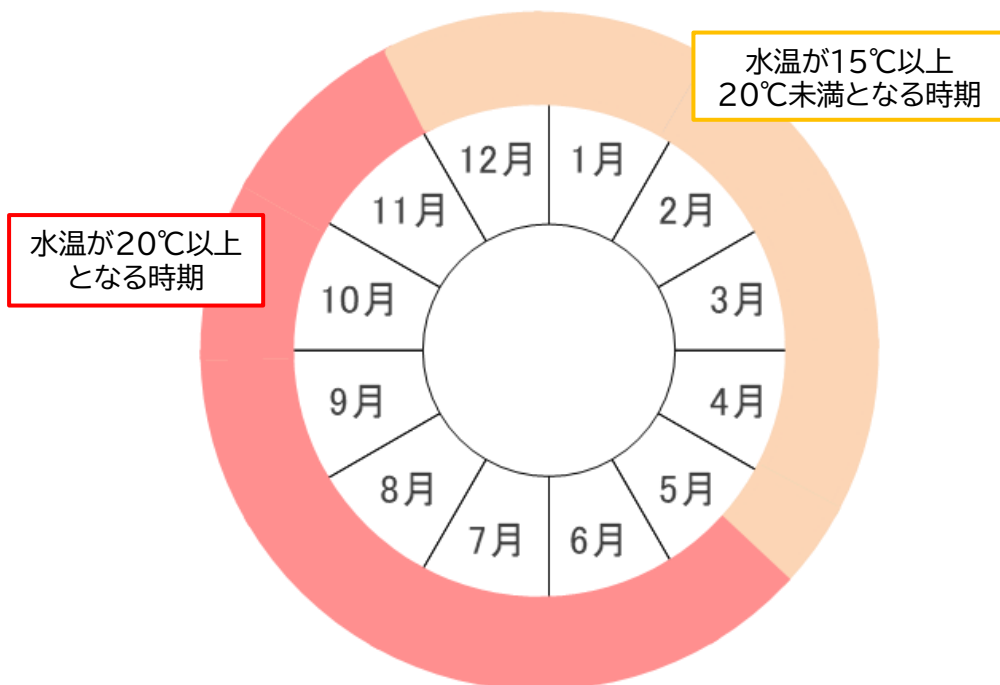 水温が15℃以上
20℃未満となる時期
水温が20℃以上
となる時期
1月
2月
3月
4月
5月
6月
7月
8月
9月
10月
11月
12月